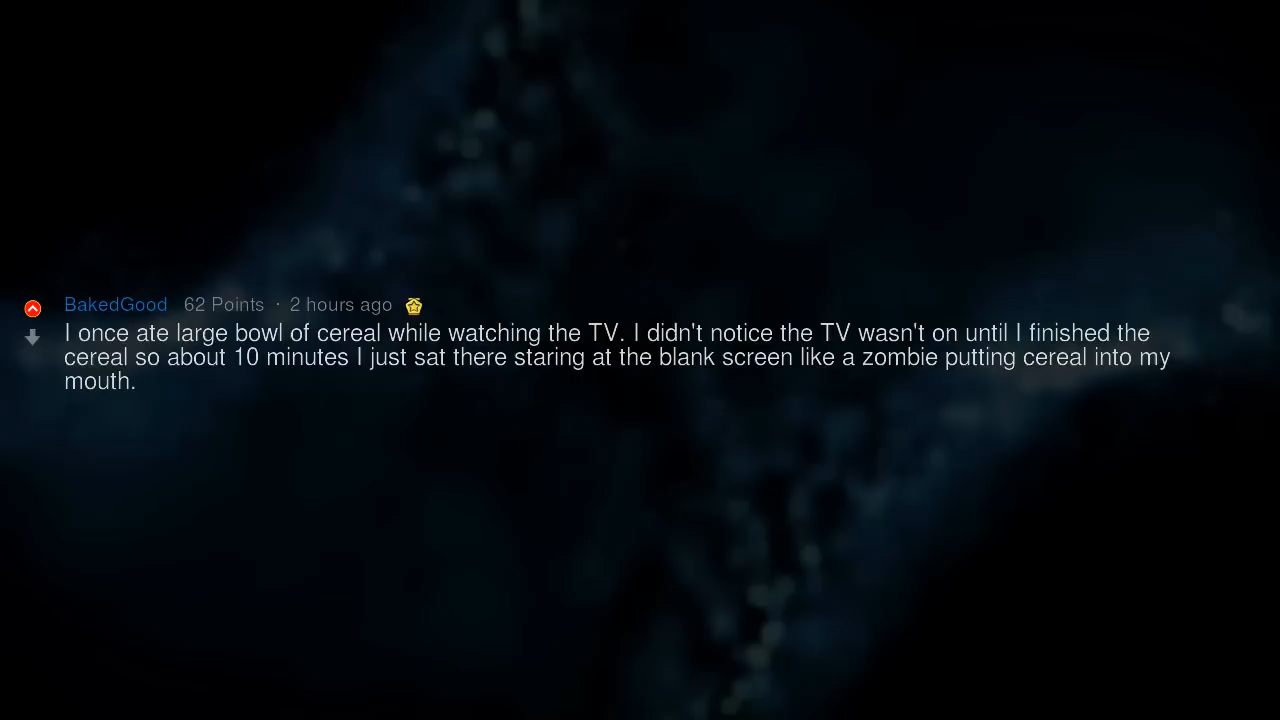 BakedGood 62 Points · 2 hours ago
I once ate large bowl of cereal while watching the TV. I didn't notice the TV wasn't on until I finished the
cereal so about 10 minutes I just sat there staring at the blank screen like a zombie putting cereal into my
mouth.